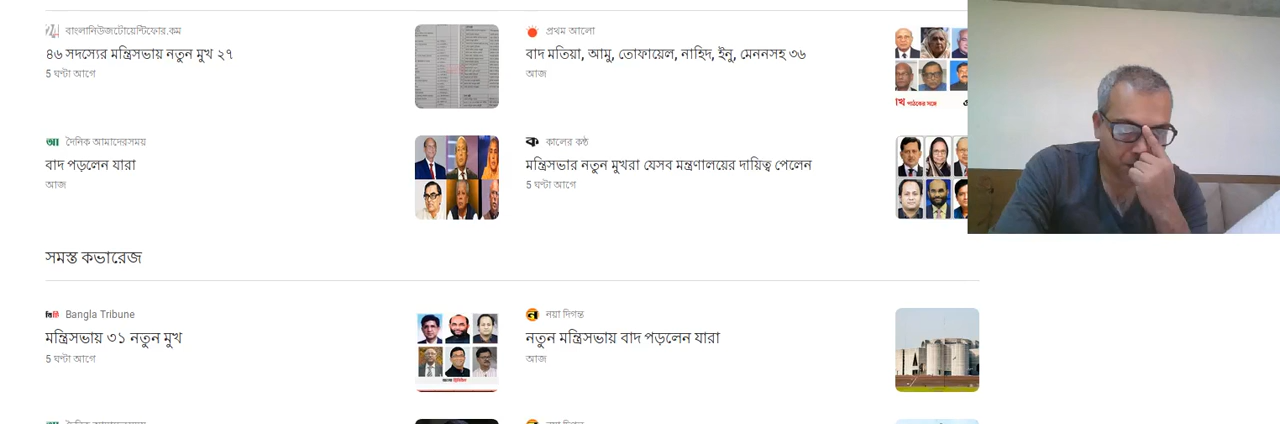 বাংলানিউজটোয়েন্টিফোর.কম
৪৬ সদস্যের মন্ত্রিসভায় নতুন মুখ ২৭
5 ঘণ্টা আগে
প্রথম আলো
বাদ মতিয়া, আমু, তোফায়েল, নাহিদ, ইনু, মেননসহ ৩৬
আজ
দৈনিক আমাদেরসময়
বাদ পড়লেন যারা
আজ
কালের কণ্ঠ
মন্ত্রিসভার নতুন মুখরা যেসব মন্ত্রণালয়ের দায়িত্ব পেলেন
5 ঘণ্টা আগে
সমস্ত কভারেজ
Bangla Tribune
মন্ত্রিসভায় ৩১ নতুন মুখ
5 ঘণ্টা আগে
নয়া দিগন্ত
নতুন মন্ত্রিসভায় বাদ পড়লেন যারা
আজ